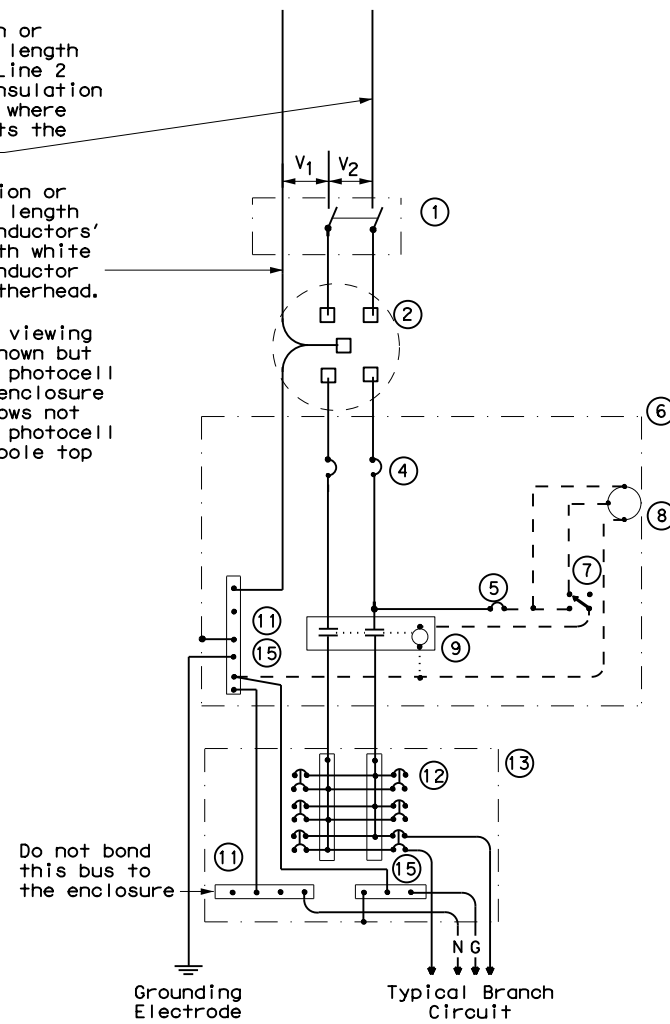 n or
length
Line 2
nsulation
where
ts the
V1
V2
ion or
length
nductors'
th white
nductor
therhead.
1
2
viewing
hown but
photocell
enclosure
ows not
photocell
pole top
6
4
8
7
5
11
15
9
13
12
Do not bond
this bus to
the enclosure
11
15
N G
Grounding
Electrode
Typical Branch
Circuit